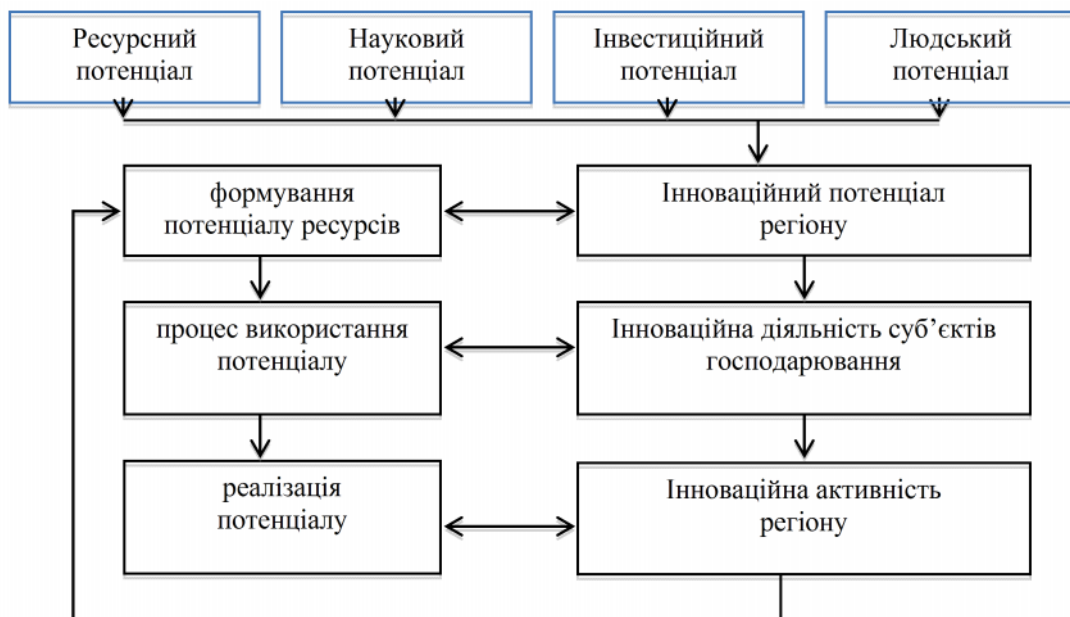 Ресурсний
потенціал
Науковий
потенціал
Інвестиційний
потенціал
Людський
потенціал
формування
потенціалу ресурсів
Інноваційний потенціал
регіону
процес використання
потенціалу
Інноваційна діяльність суб’єктів
господарювання
реалізація
потенціалу
Інноваційна активність
регіону